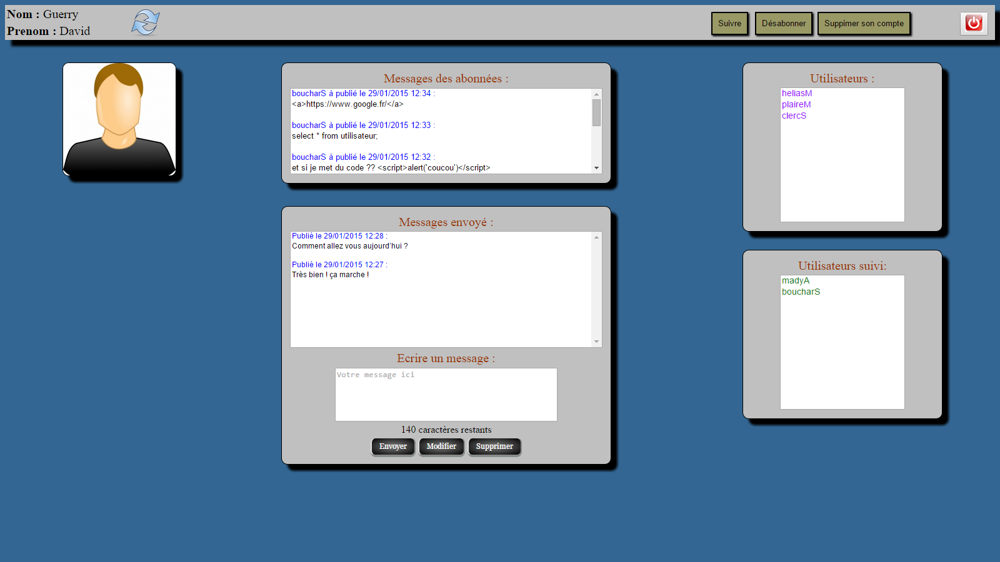 Nom : Guerry
Prenom : David
Suivre
Désabonner
Suppimer son compte
Messages des abonnées :
boucharS à publié le 29/01/2015 12:34 :
<a>https://www.google.fr/</a>
boucharS à publié le 29/01/2015 12:33 :
select * from utilisateur;
boucharS à publié le 29/01/2015 12:32 :
et si je met du code ?? <script>alert('coucou')</script>
Messages envoyé :
Publié le 29/01/2015 12:28 :
Comment allez vous aujourd'hui ?
Publié le 29/01/2015 12:27 :
Très bien ! ça marche !
Ecrire un message :
Votre message ici
140 caractères restants
Envoyer
Modifier
Supprimer
Utilisateurs :
heliasM
plaireM
clercS
Utilisateurs suivi:
madyA
boucharS